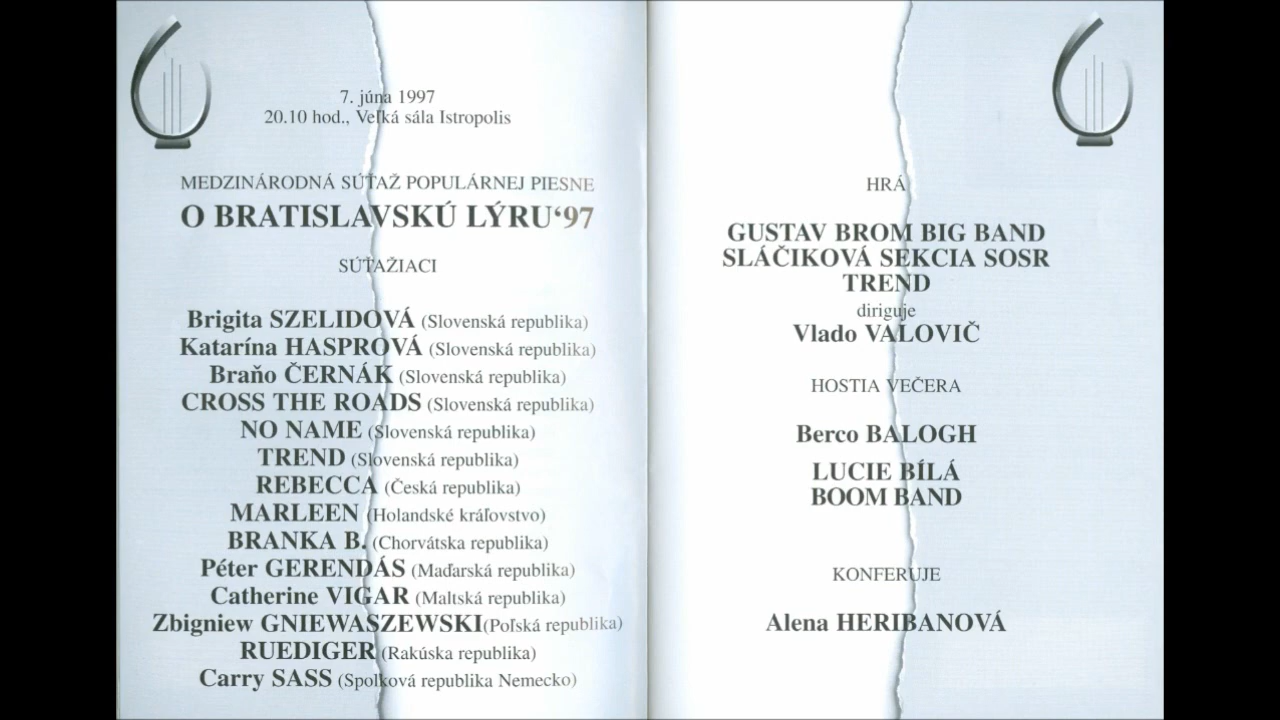 7. júna 1997
20.10 hod., Veľká sála Istropolis
MEDZINÁRODNÁ SÚŤAŽ POPULÁRNEJ PIESNE
O BRATISLAVSKÚ LÝRU‘97
SÚŤAŽIACI
Brigita SZELIDOVÁ (Slovenská republika)
Katarína HASPROVÁ (Slovenská republika)
Braňo ČERNÁK (Slovenská republika)
CROSS THE ROADS (Slovenská republika)
NO NAME (Slovenská republika)
TREND (Slovenská republika)
REBECCA (Česká republika)
MARLEEN (Holandské kráľovstvo)
BRANKA B. (Chorvátska republika)
Péter GERENDÁS (Maďarská republika)
Catherine VIGAR (Maltská republika)
Zbigniew GNIEWASZEWSKI(Poľská republika)
RUEDIGER (Rakúska republika)
Carry SASS (Spolková republika Nemecko)
HRÁ
GUSTAV BROM BIG BAND
SLÁČIKOVÁ SEKCIA SOSR
TREND
diriguje
Vlado VALOVIČ
HOSTIA VEČERA
Berco BALOGH
LUCIE BÍLÁ
BOOM BAND
KONFERUJE
Alena HERIBANOVÁ